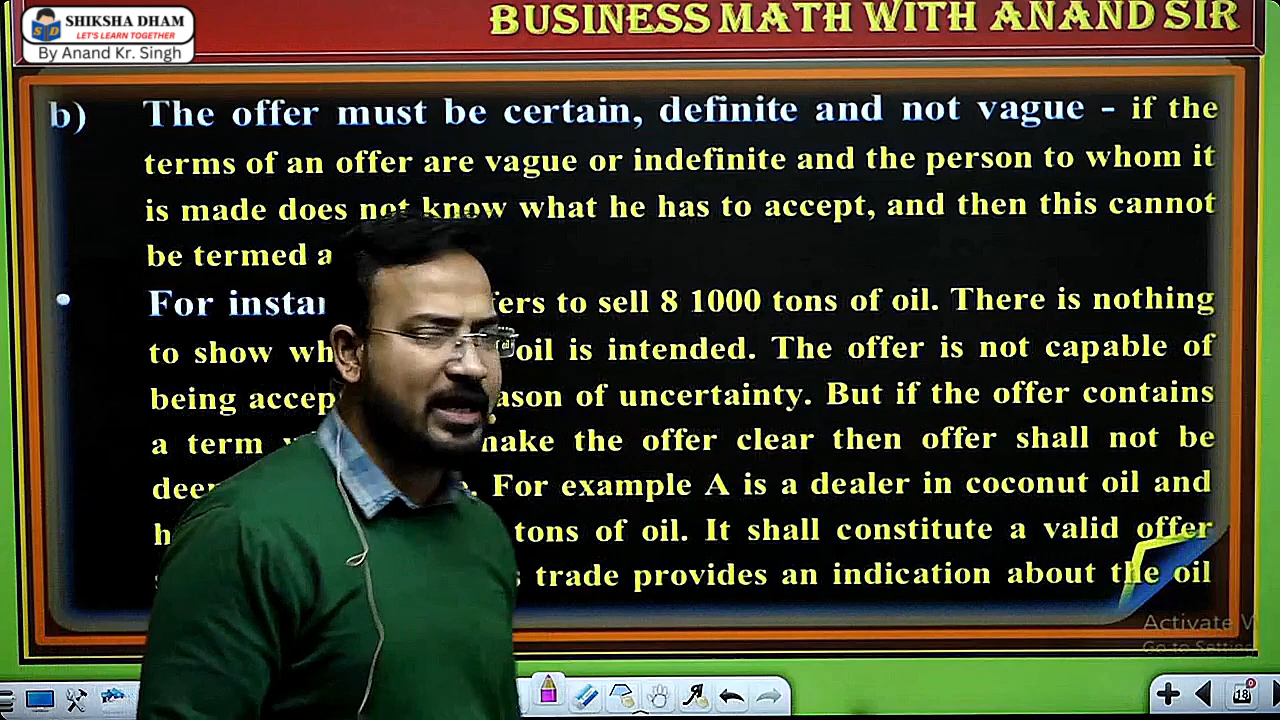 SHIKSHA DHAM
LET'S LEARN TOGETHER
By Anand Kr. Singh
BUSINESS MATH WITH ANAND SIR
b) The offer must be certain, definite and not vague - if the
terms of an offer are vague or indefinite and the person to whom it
is made does not know what he has to accept, and then this cannot
be termed a
For instan fers to sell 8 1000 tons of oil. There is nothing
to show wh oil is intended. The offer is not capable of
being accep ason of uncertainty. But if the offer contains
a term make the offer clear then offer shall not be
deem For example A is a dealer in coconut oil and
h tons of oil. It shall constitute a valid offer
s trade provides an indication about the oil
Activate W
Go to Setting
18